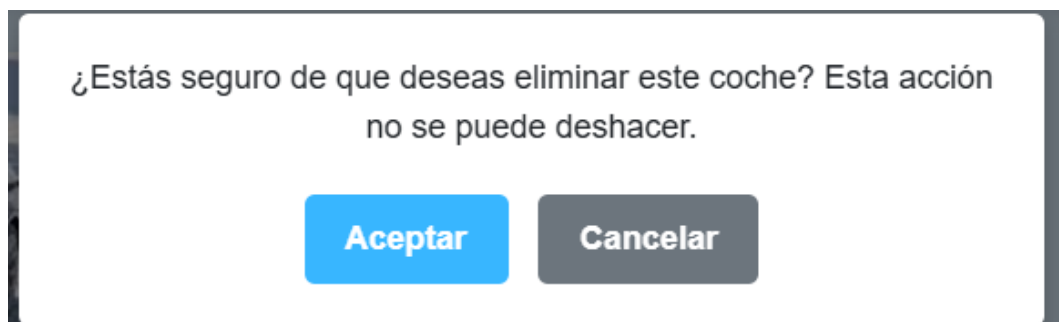 ¿Estás seguro de que deseas eliminar este coche? Esta acción
no se puede deshacer.
Aceptar
Cancelar